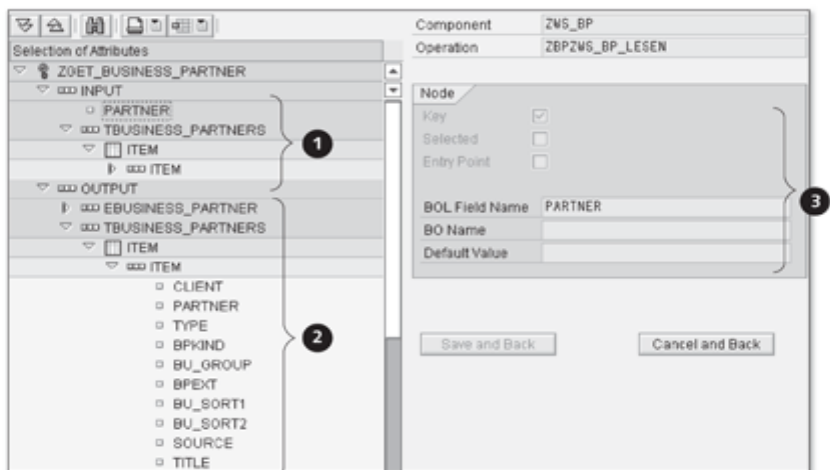 Selection of Attributes
ZGET_BUSINESS_PARTNER
INPUT
PARTNER
TBUSINESS_PARTNERS
ITEM
ITEM
1
OUTPUT
EBUSINESS_PARTNER
TBUSINESS_PARTNERS
ITEM
ITEM
CLIENT
PARTNER
TYPE
BPKIND
BU_GROUP
BPEXT
BU_SORT1
BU_SORT2
SOURCE
TITLE
2
Component ZWS_BP
Operation ZBPZWS_BP_LESEN
Node
Key
Selected
Entry Point
BOL Field Name PARTNER
BO Name
Default Value
3
Save and Back Cancel and Back